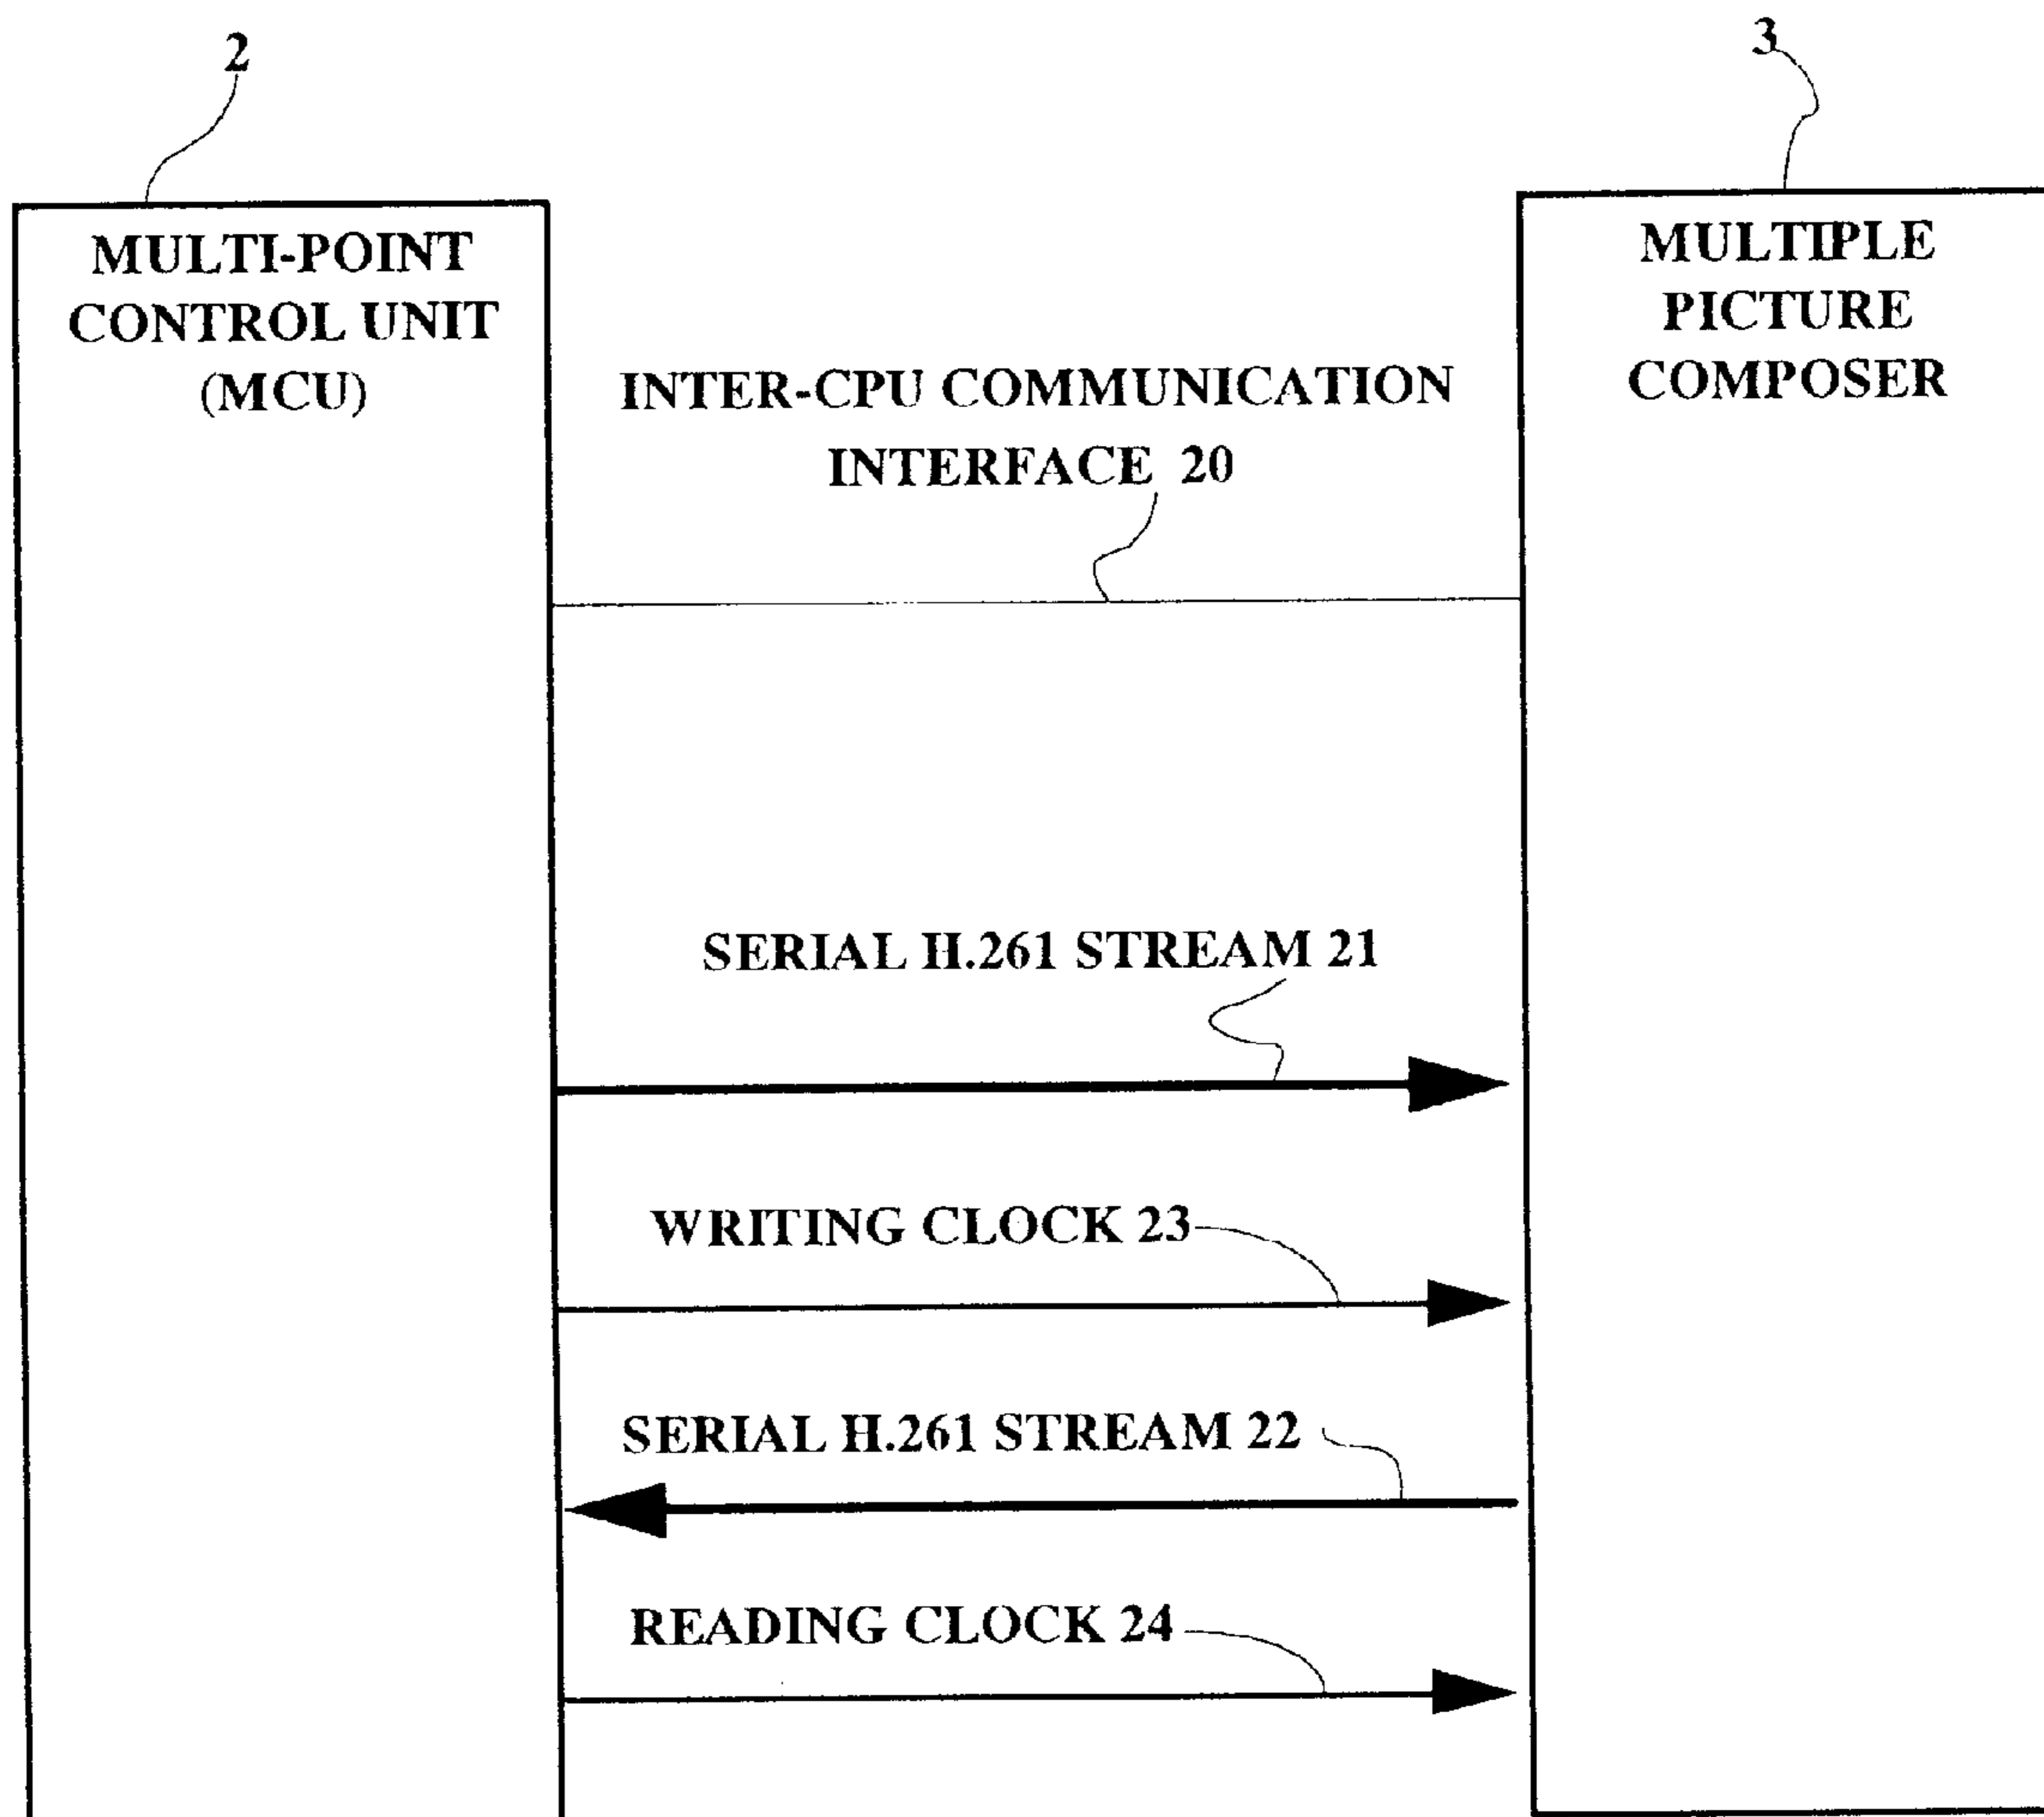 2
3
MULTI-POINT
CONTROL UNIT
(MCU)
MULTIPLE
PICTURE
COMPOSER
INTER-CPU COMMUNICATION
INTERFACE 20
SERIAL H.261 STREAM 21
WRITING CLOCK 23
SERIAL H.261 STREAM 22
READING CLOCK 24